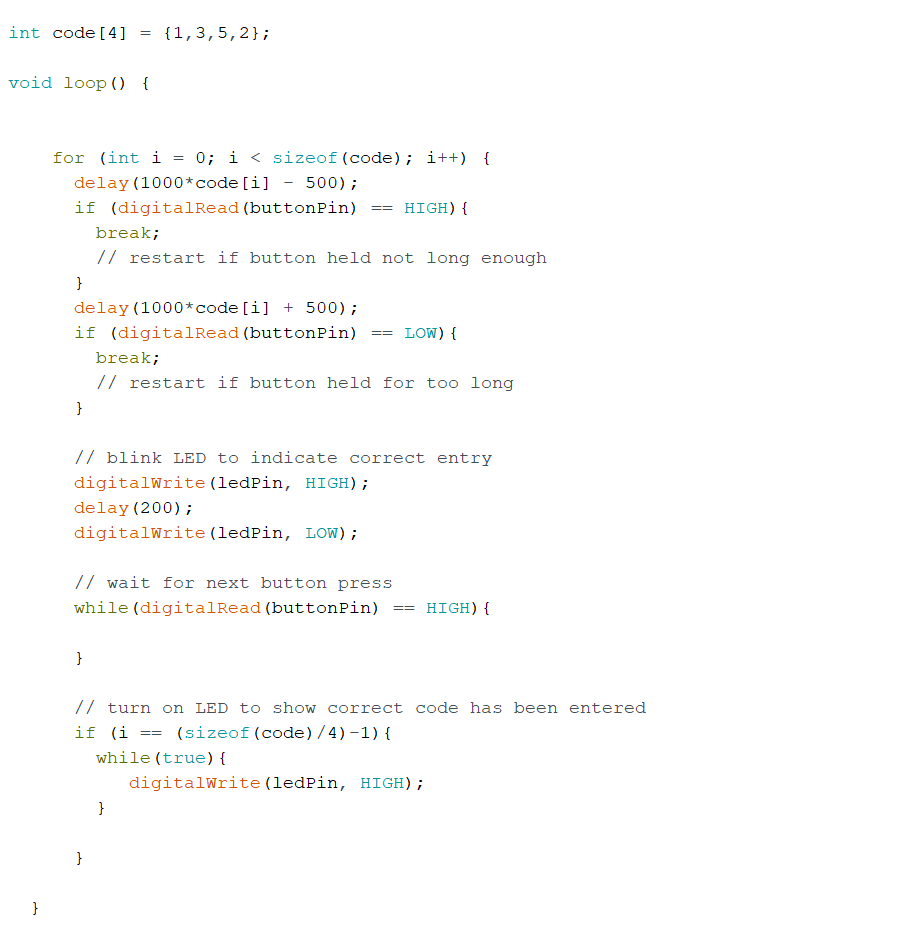 int code[4] = {1,3,5,2};
void loop() {
for (int i = 0; i < sizeof(code); i++) {
delay(1000*code[i] - 500);
if (digitalRead(buttonPin) == HIGH){
break;
// restart if button held not long enough
}
delay(1000*code[i] + 500);
if (digitalRead(buttonPin) == LOW){
break;
// restart if button held for too long
}
// blink LED to indicate correct entry
digitalWrite(ledPin, HIGH);
delay(200);
digitalWrite(ledPin, LOW);
// wait for next button press
while(digitalRead(buttonPin) == HIGH){
}
// turn on LED to show correct code has been entered
if (i == (sizeof(code)/4)-1){
while(true){
digitalWrite(ledPin, HIGH);
}
}
}